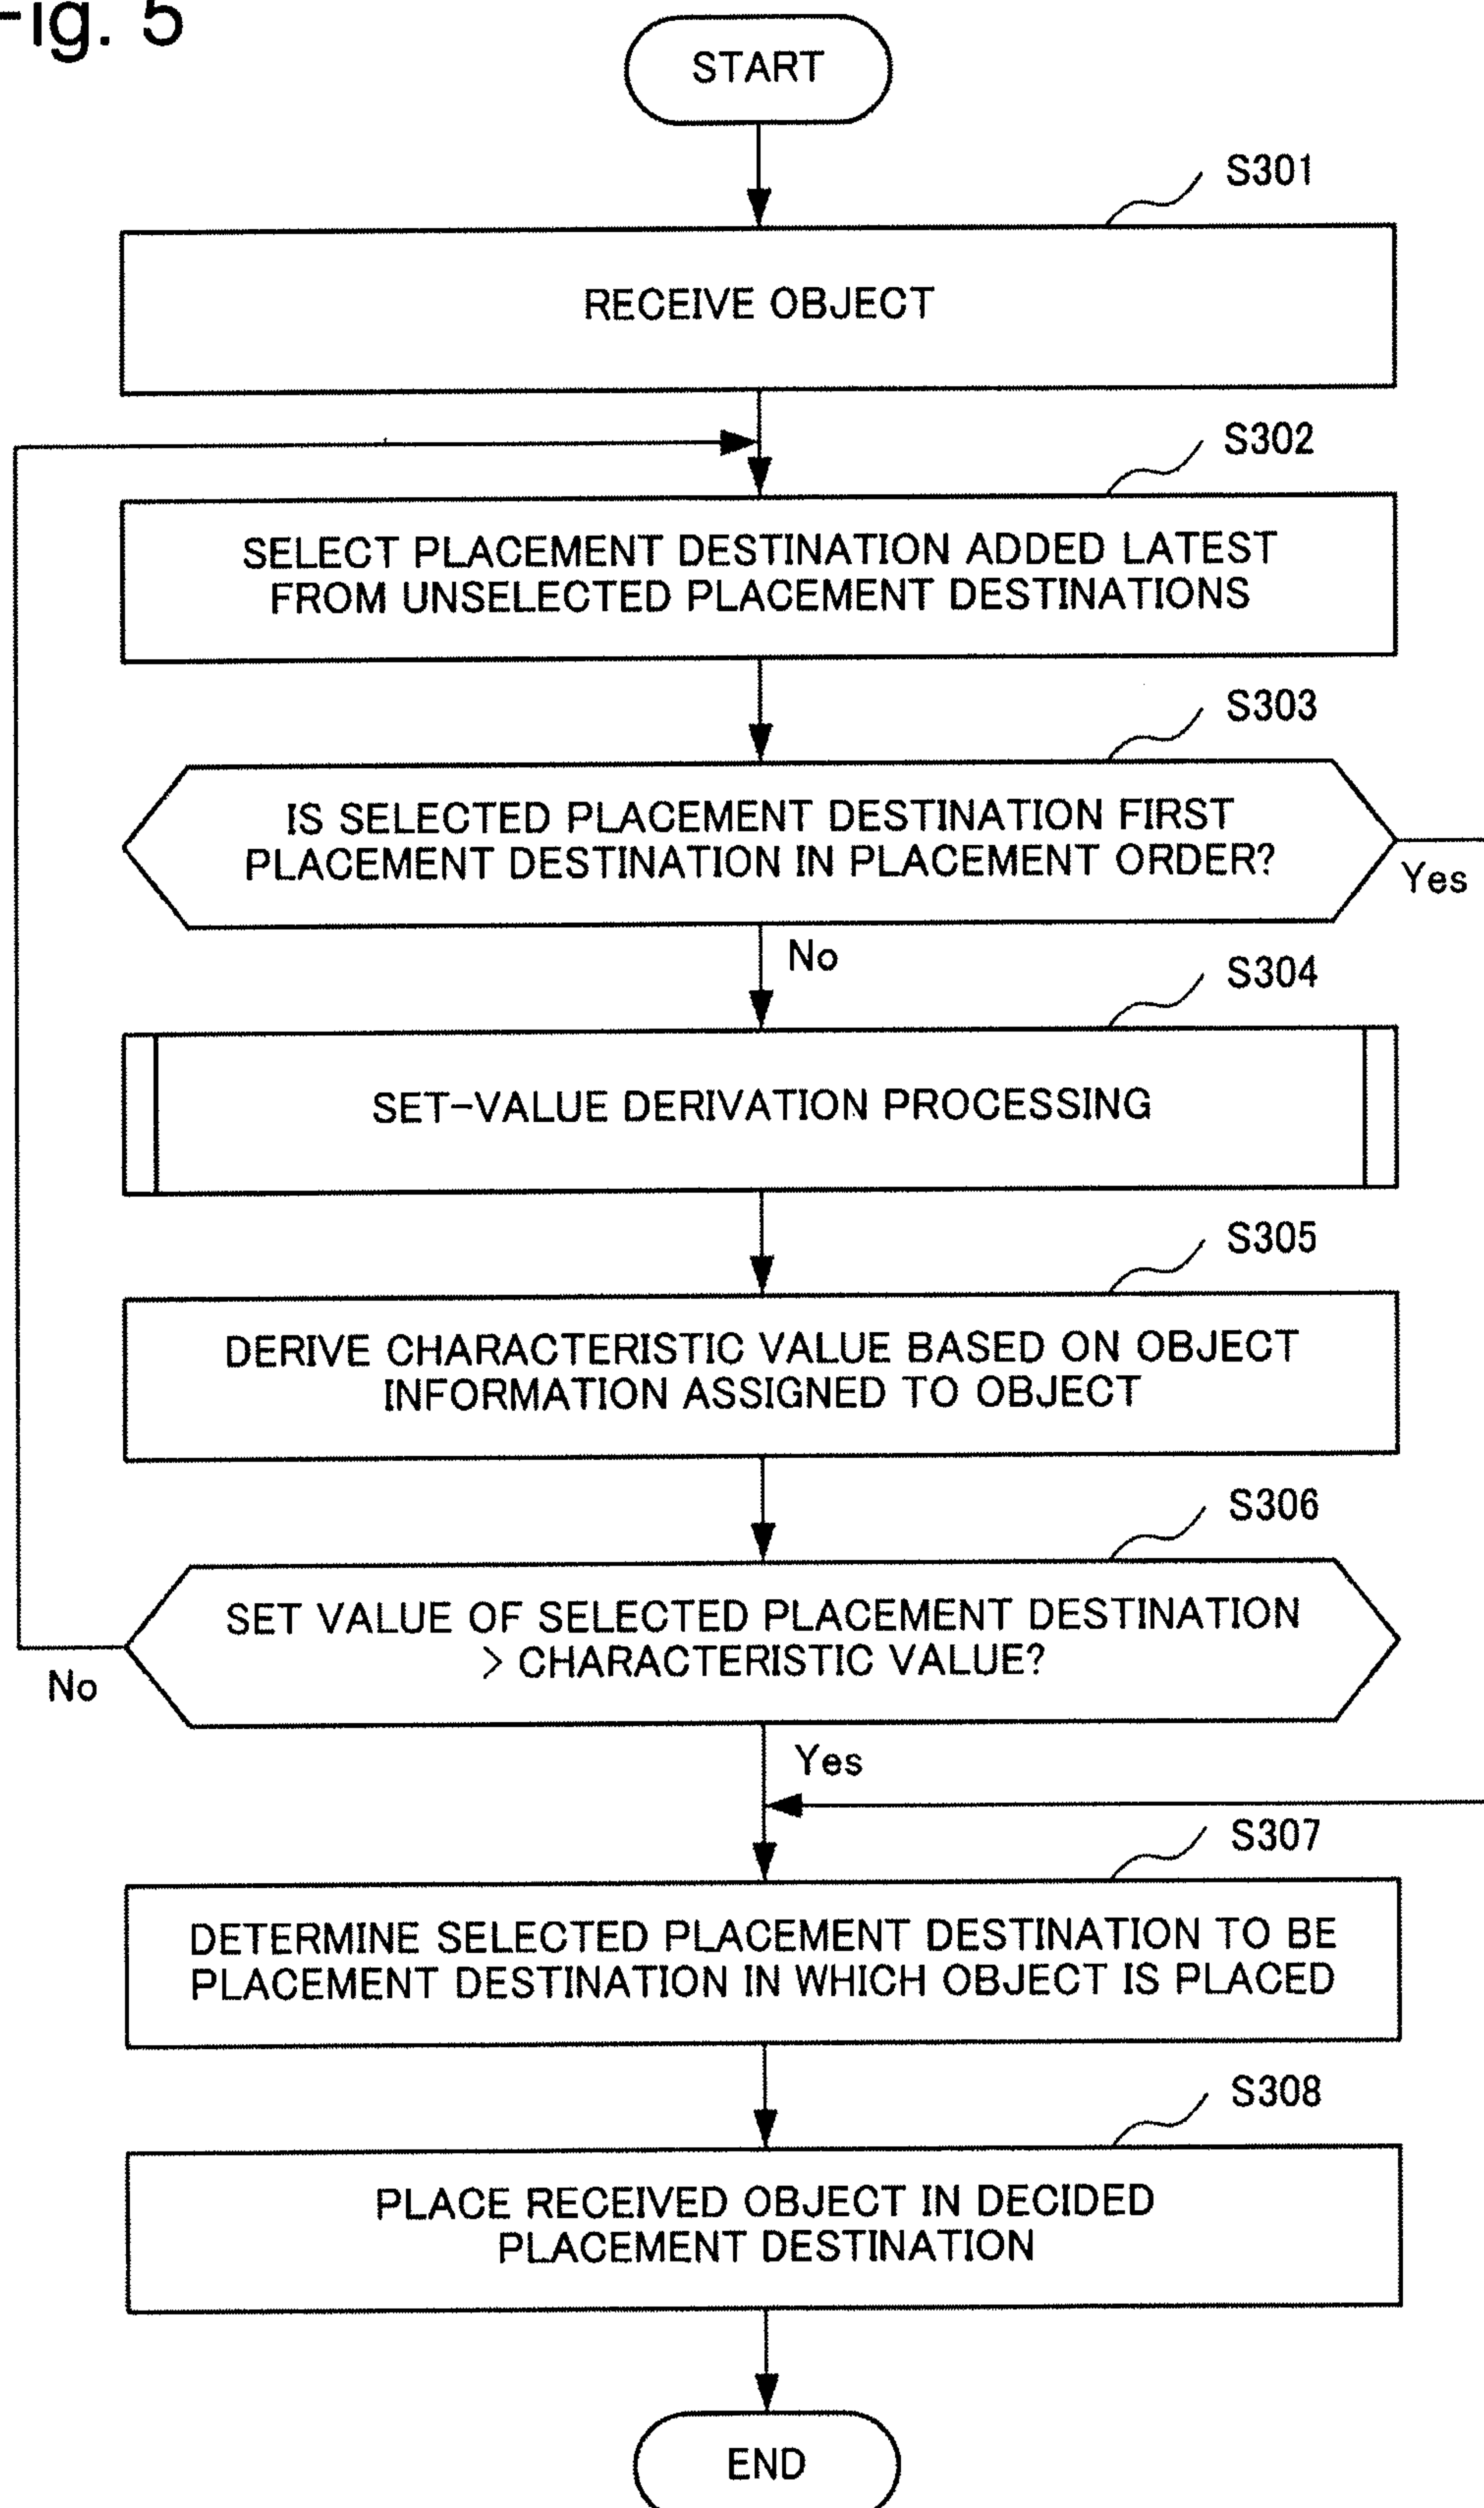 Fig. 5
START
S301
RECEIVE OBJECT
S302
SELECT PLACEMENT DESTINATION ADDED LATEST
FROM UNSELECTED PLACEMENT DESTINATIONS
S303
IS SELECTED PLACEMENT DESTINATION FIRST
PLACEMENT DESTINATION IN PLACEMENT ORDER?
Yes
No
S304
SET-VALUE DERIVATION PROCESSING
S305
DERIVE CHARACTERISTIC VALUE BASED ON OBJECT
INFORMATION ASSIGNED TO OBJECT
S306
SET VALUE OF SELECTED PLACEMENT DESTINATION
> CHARACTERISTIC VALUE?
No
Yes
S307
DETERMINE SELECTED PLACEMENT DESTINATION TO BE
PLACEMENT DESTINATION IN WHICH OBJECT IS PLACED
S308
PLACE RECEIVED OBJECT IN DECIDED
PLACEMENT DESTINATION
END